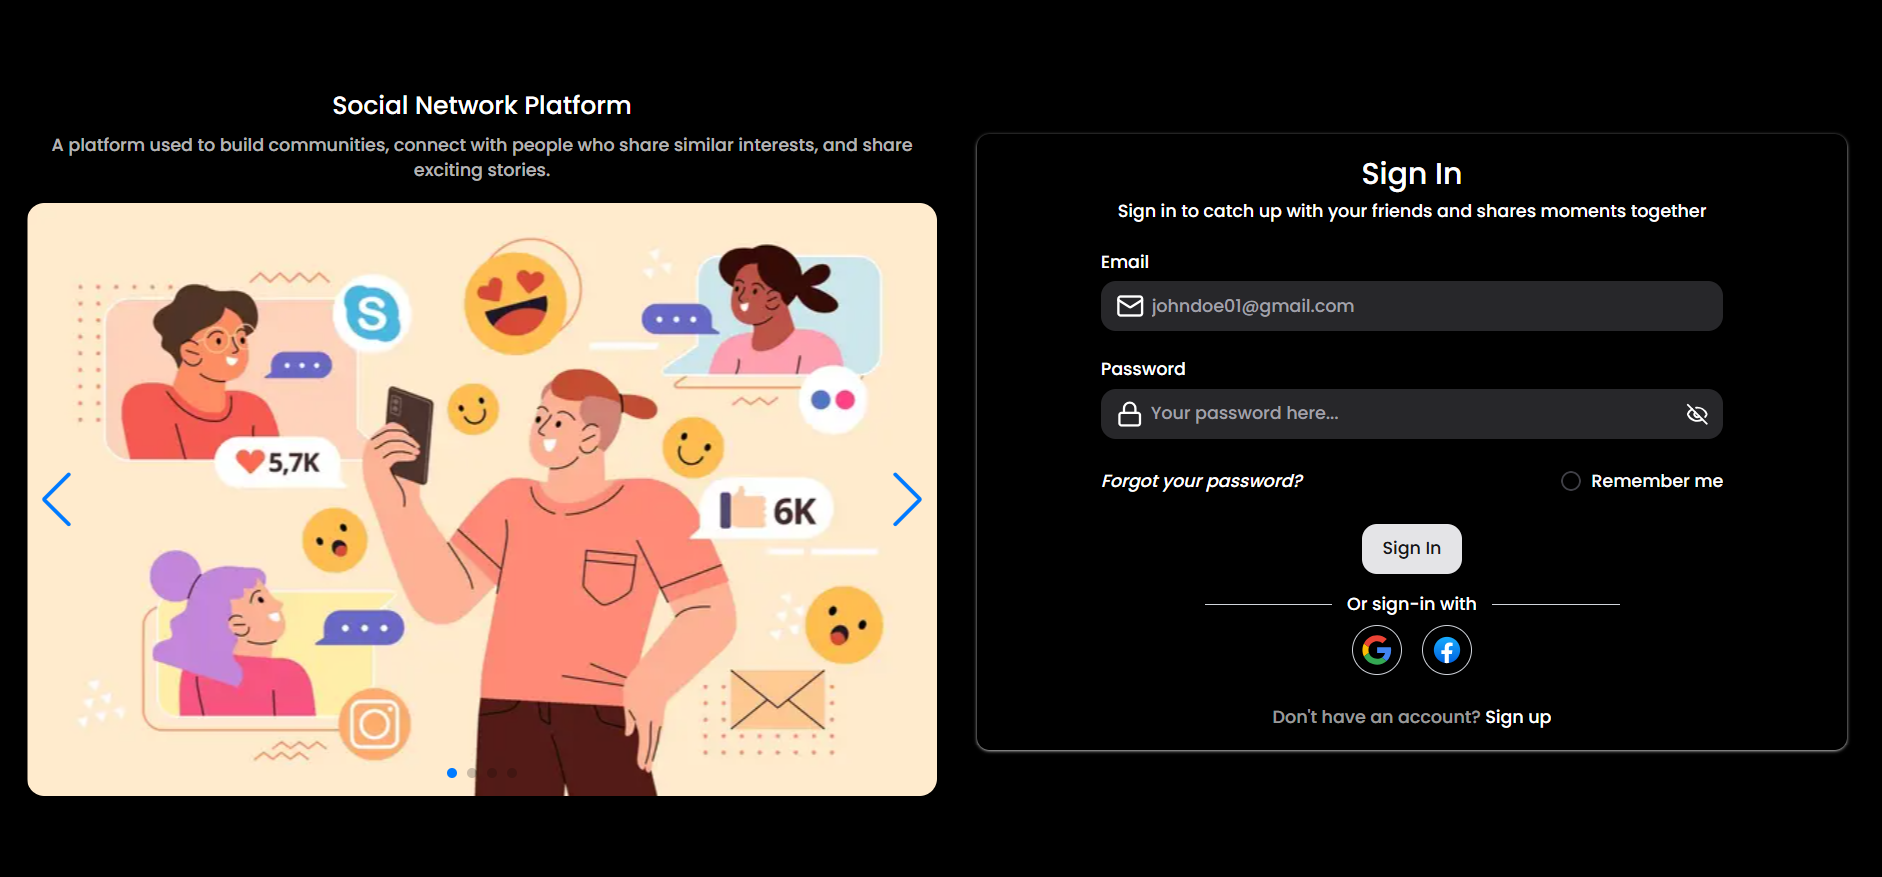 Social Network Platform
A platform used to build communities, connect with people who share similar interests, and share
exciting stories.
5,7K
6K
Sign In
Sign in to catch up with your friends and shares moments together
Email
johndoe01@gmail.com
Password
Your password here...
Forgot your password?
Remember me
Sign In
Or sign-in with
Don't have an account? Sign up